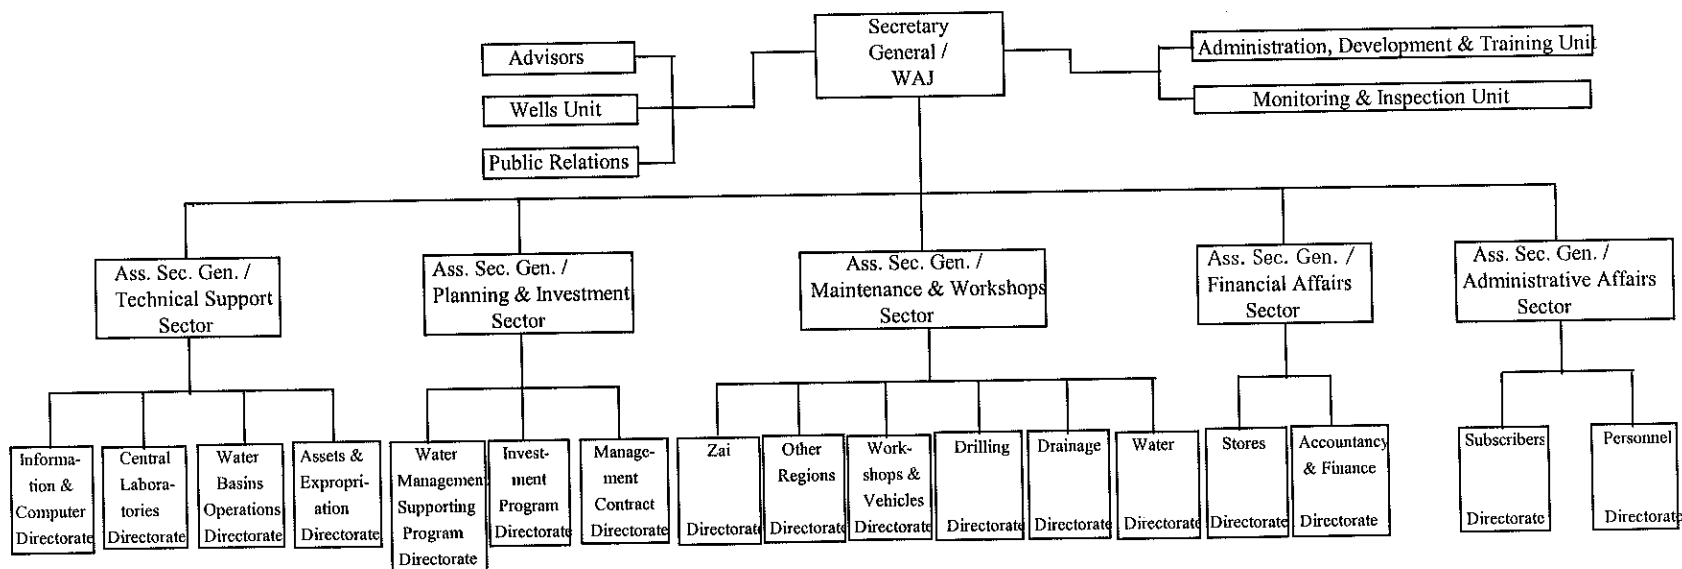 Secretary
General /
WAJ
Advisors
Wells Unit
Public Relations
Administration, Development & Training Unit
Monitoring & Inspection Unit
Ass. Sec. Gen. /
Technical Support
Sector
Ass. Sec. Gen. /
Planning & Investment
Sector
Ass. Sec. Gen. /
Maintenance & Workshops
Sector
Ass. Sec. Gen. /
Financial Affairs
Sector
Ass. Sec. Gen. /
Administrative Affairs
Sector
Informa-
tion &
Computer
Directorate
Central
Labora-
tories
Directorate
Water
Basins
Operations
Directorate
Assets &
Expropri-
ation
Directorate
Water
Managemen
Supporting
Program
Directorate
Invest-
ment
Program
Directorate
Manage-
ment
Contract
Directorate
Zai
Directorate
Other
Regions
Directorate
Work-
shops &
Vehicles
Directorate
Drilling
Directorate
Drainage
Directorate
Water
Directorate
Stores
Directorate
Accountancy
& Finance
Directorate
Subscribers
Directorate
Personnel
Directorate